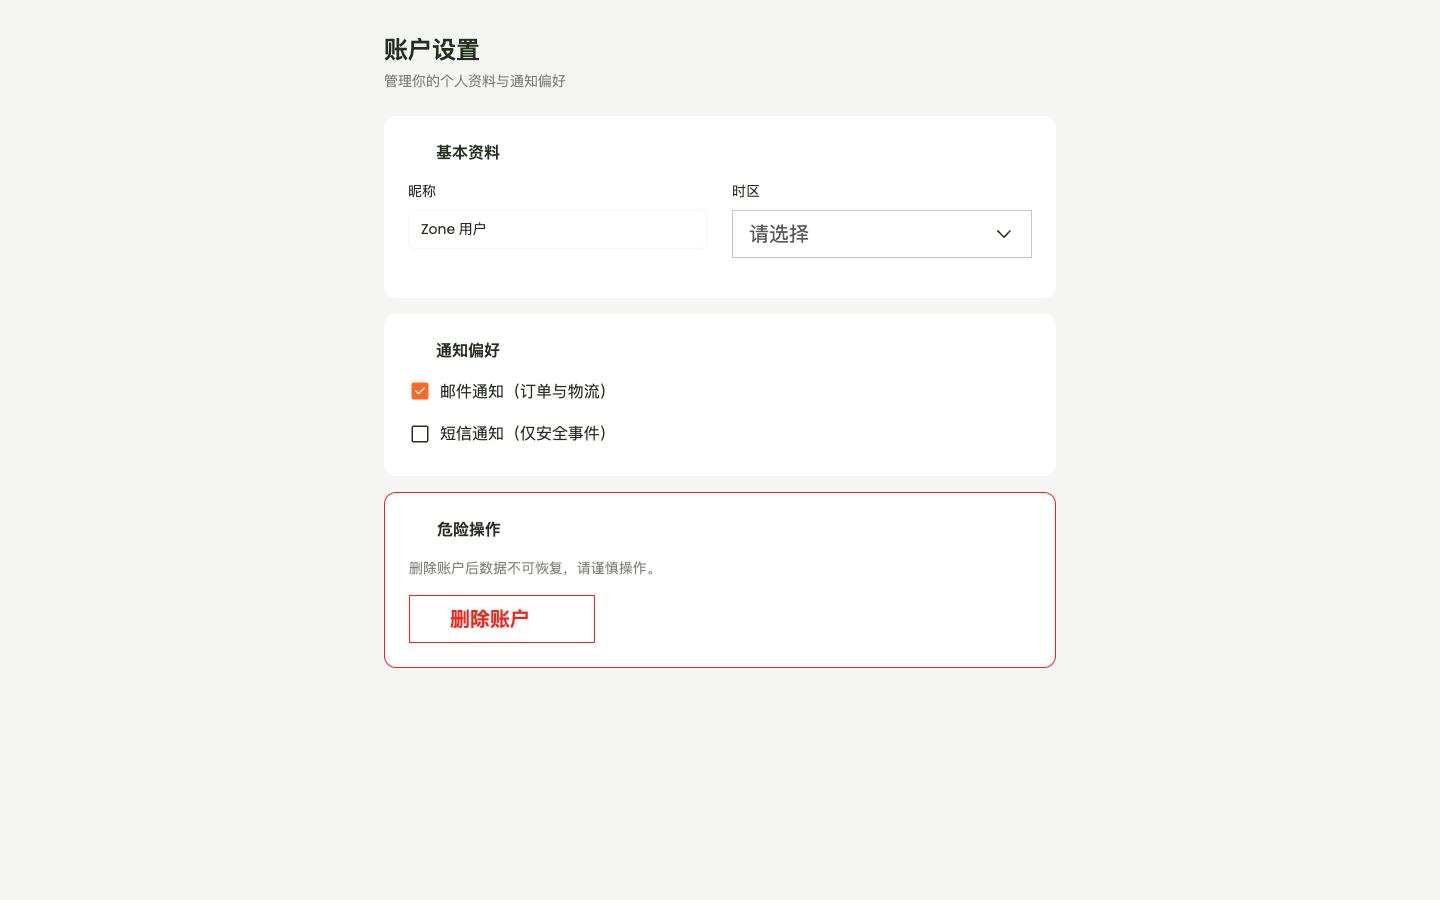 账户设置
管理你的个人资料与通知偏好
基本资料
昵称
时区
Zone 用户
请选择
通知偏好
邮件通知（订单与物流）
短信通知（仅安全事件）
危险操作
删除账户后数据不可恢复，请谨慎操作。
删除账户